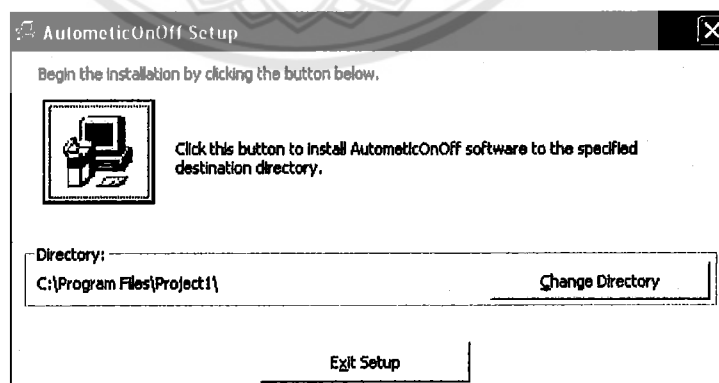 AutometicOnOff Setup
Begin the installation by clicking the button below.
Click this button to install AutometicOnOff software to the specified
destination directory.
Directory:
C:\Program Files\Project1\
Change Directory
Exit Setup